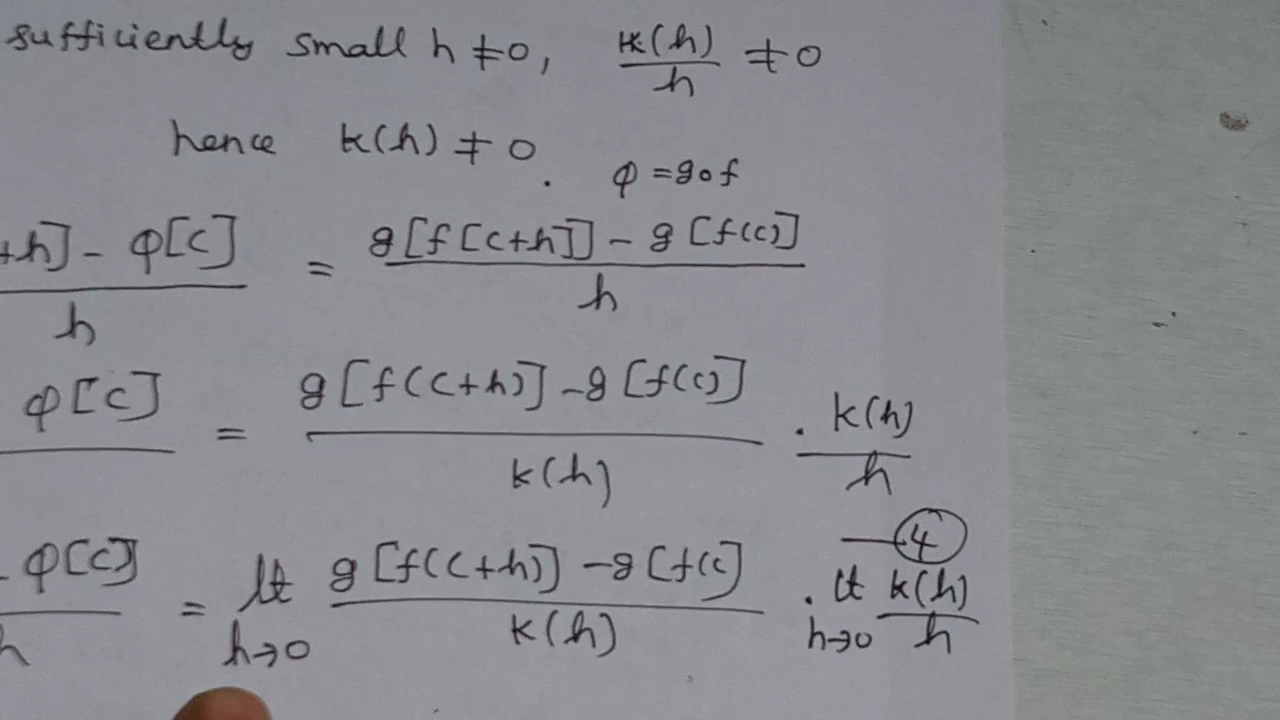 sufficiently small h ≠ 0, k(h)/h ≠ 0
hence k(h) ≠ 0. φ = g∘f
+h] - φ[c] / h = g[f[c+h]] - g[f(c)] / h
φ[c] / = g[f(c+h)] - g[f(c)] / k(h) . k(h)/h
— 4
- φ[c] / h = lt h→0 g[f(c+h)] - g[f(c] / k(h) . lt h→0 k(h)/h